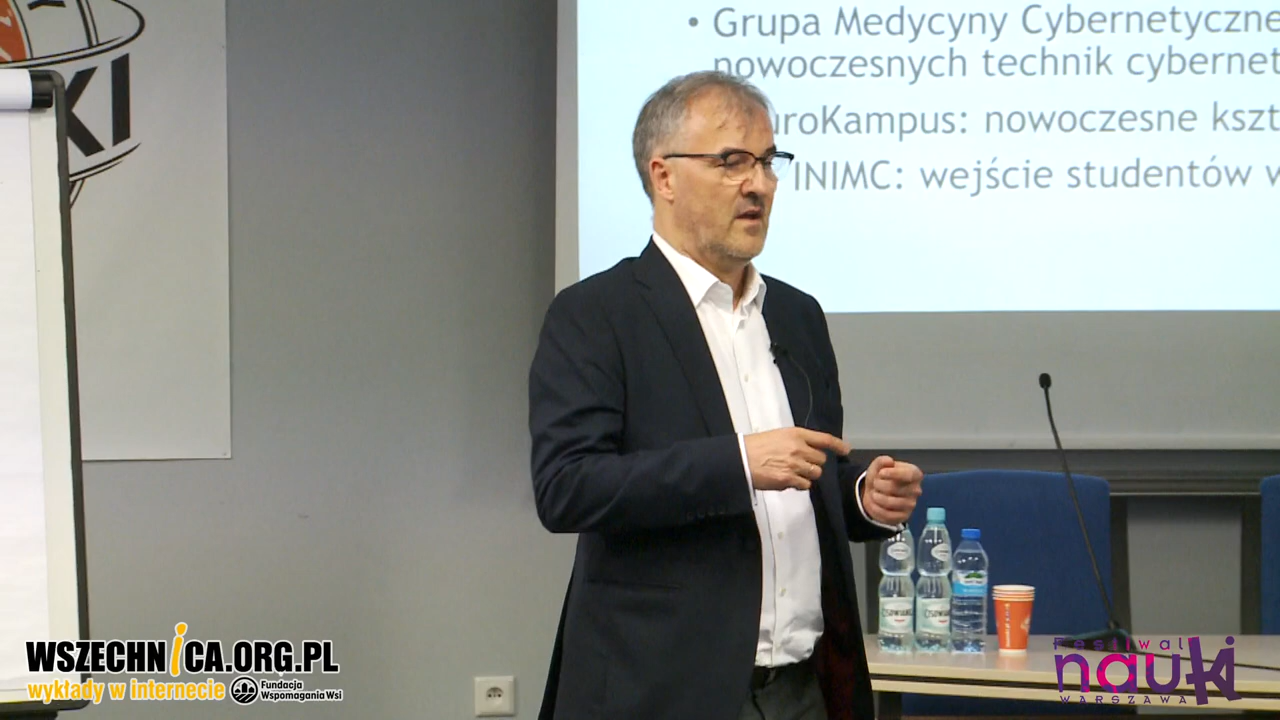 • Grupa Medycyny Cybernetyczne
nowoczesnych technik cybernet
uroKampus: nowoczesne kszt
INIMC: wejście studentów w
KI
WSZECHNiCA.ORG.PL
wykłady w internecie
Fundacja
Wspomagania Wsi
Festiwal
nauki
WARSZAWA